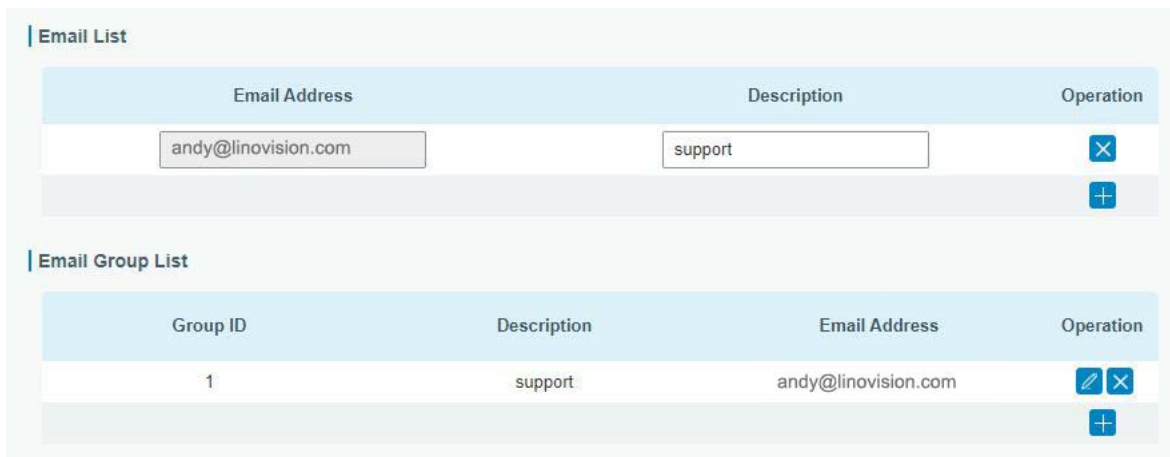 Email List
Email Address Description Operation
andy@linovision.com support
Email Group List
Group ID Description Email Address Operation
1 support andy@linovision.com